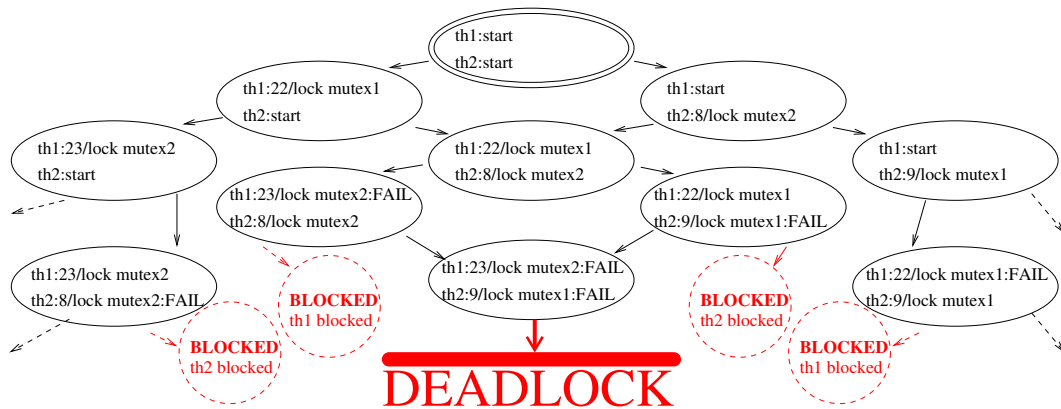 th1:start
th2:start
th1:22/lock mutex1
th2:start
th1:start
th2:8/lock mutex2
th1:23/lock mutex2
th2:start
th1:22/lock mutex1
th2:8/lock mutex2
th1:start
th2:9/lock mutex1
th1:23/lock mutex2:FAIL
th2:8/lock mutex2
th1:22/lock mutex1
th2:9/lock mutex1:FAIL
th1:23/lock mutex2
th2:8/lock mutex2:FAIL
th1:23/lock mutex2:FAIL
th2:9/lock mutex1:FAIL
th1:22/lock mutex1:FAIL
th2:9/lock mutex1
BLOCKED
th1 blocked
BLOCKED
th2 blocked
BLOCKED
th2 blocked
BLOCKED
th1 blocked
DEADLOCK